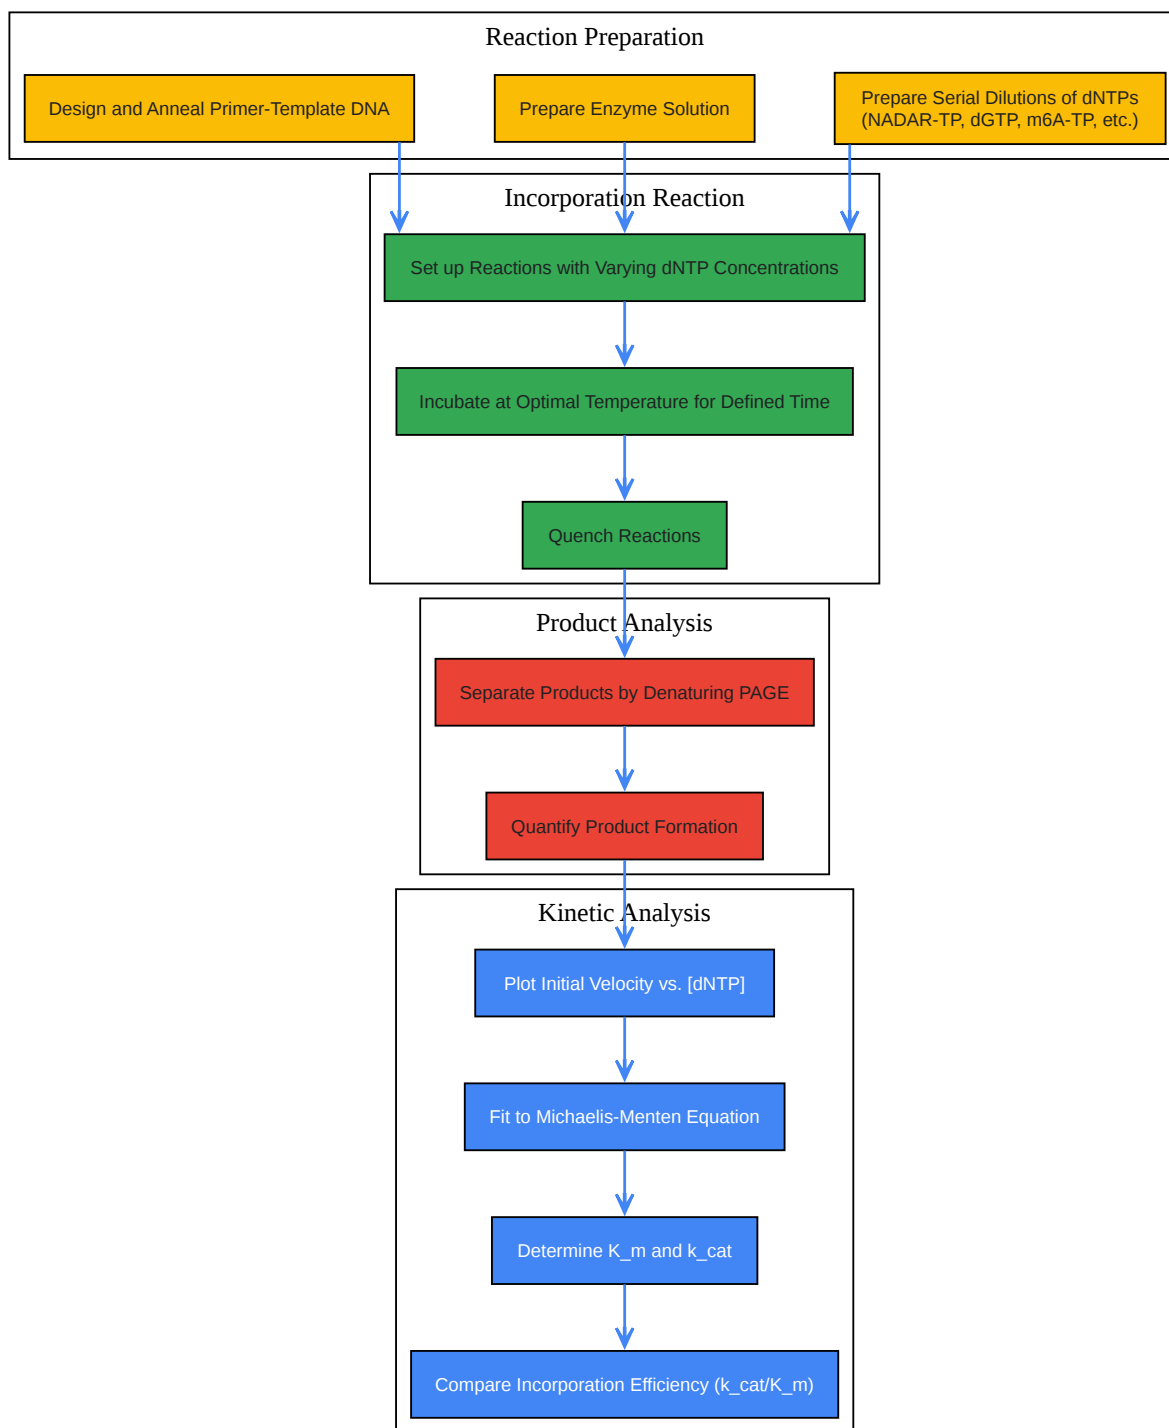 Reaction Preparation
Design and Anneal Primer-Template DNA
Prepare Enzyme Solution
Prepare Serial Dilutions of dNTPs
(NADAR-TP, dGTP, m6A-TP, etc.)
Incorporation Reaction
Set up Reactions with Varying dNTP Concentrations
Incubate at Optimal Temperature for Defined Time
Quench Reactions
Product Analysis
Separate Products by Denaturing PAGE
Quantify Product Formation
Kinetic Analysis
Plot Initial Velocity vs. [dNTP]
Fit to Michaelis-Menten Equation
Determine K_m and k_cat
Compare Incorporation Efficiency (k_cat/K_m)